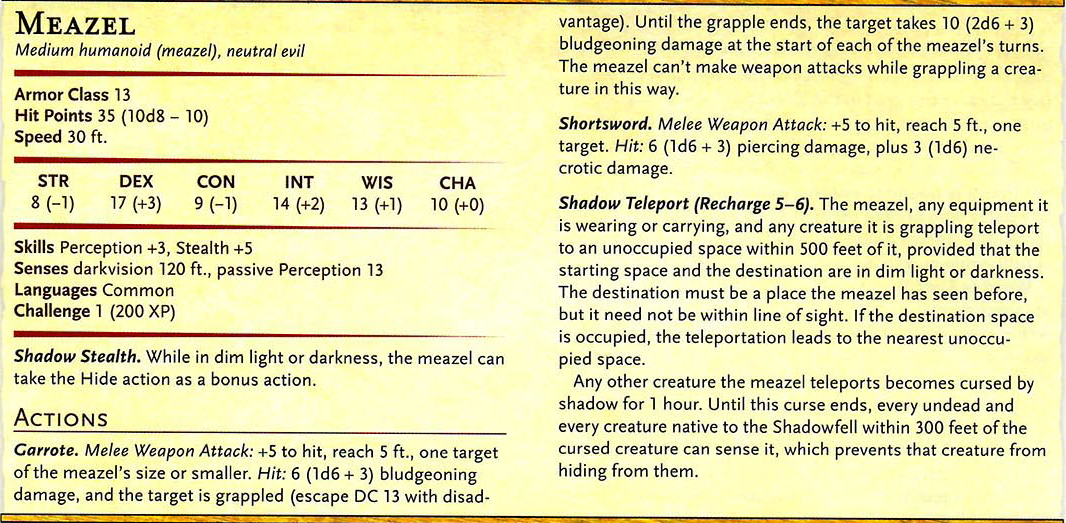 MEAZEL
Medium humanoid (meazel), neutral evil
Armor Class 13
Hit Points 35 (10d8 – 10)
Speed 30 ft.
STR DEX CON INT WIS CHA
8 (–1) 17 (+3) 9 (–1) 14 (+2) 13 (+1) 10 (+0)
Skills Perception +3, Stealth +5
Senses darkvision 120 ft., passive Perception 13
Languages Common
Challenge 1 (200 XP)
Shadow Stealth. While in dim light or darkness, the meazel can
take the Hide action as a bonus action.
ACTIONS
Garrote. Melee Weapon Attack: +5 to hit, reach 5 ft., one target
of the meazel's size or smaller. Hit: 6 (1d6 + 3) bludgeoning
damage, and the target is grappled (escape DC 13 with disad-
vantage). Until the grapple ends, the target takes 10 (2d6 + 3)
bludgeoning damage at the start of each of the meazel's turns.
The meazel can't make weapon attacks while grappling a crea-
ture in this way.
Shortsword. Melee Weapon Attack: +5 to hit, reach 5 ft., one
target. Hit: 6 (1d6 + 3) piercing damage, plus 3 (1d6) ne-
crotic damage.
Shadow Teleport (Recharge 5–6). The meazel, any equipment it
is wearing or carrying, and any creature it is grappling teleport
to an unoccupied space within 500 feet of it, provided that the
starting space and the destination are in dim light or darkness.
The destination must be a place the meazel has seen before,
but it need not be within line of sight. If the destination space
is occupied, the teleportation leads to the nearest unoccu-
pied space.
Any other creature the meazel teleports becomes cursed by
shadow for 1 hour. Until this curse ends, every undead and
every creature native to the Shadowfell within 300 feet of the
cursed creature can sense it, which prevents that creature from
hiding from them.